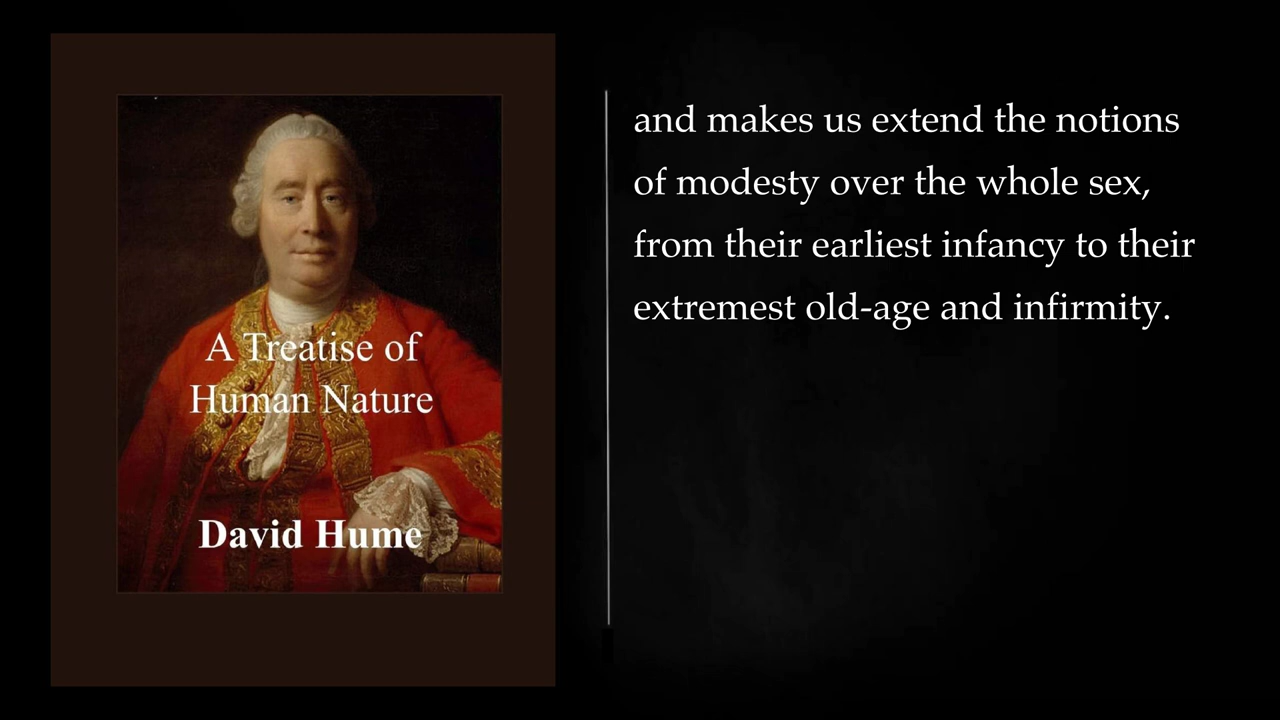 A Treatise of
Human Nature
David Hume
and makes us extend the notions
of modesty over the whole sex,
from their earliest infancy to their
extremest old-age and infirmity.